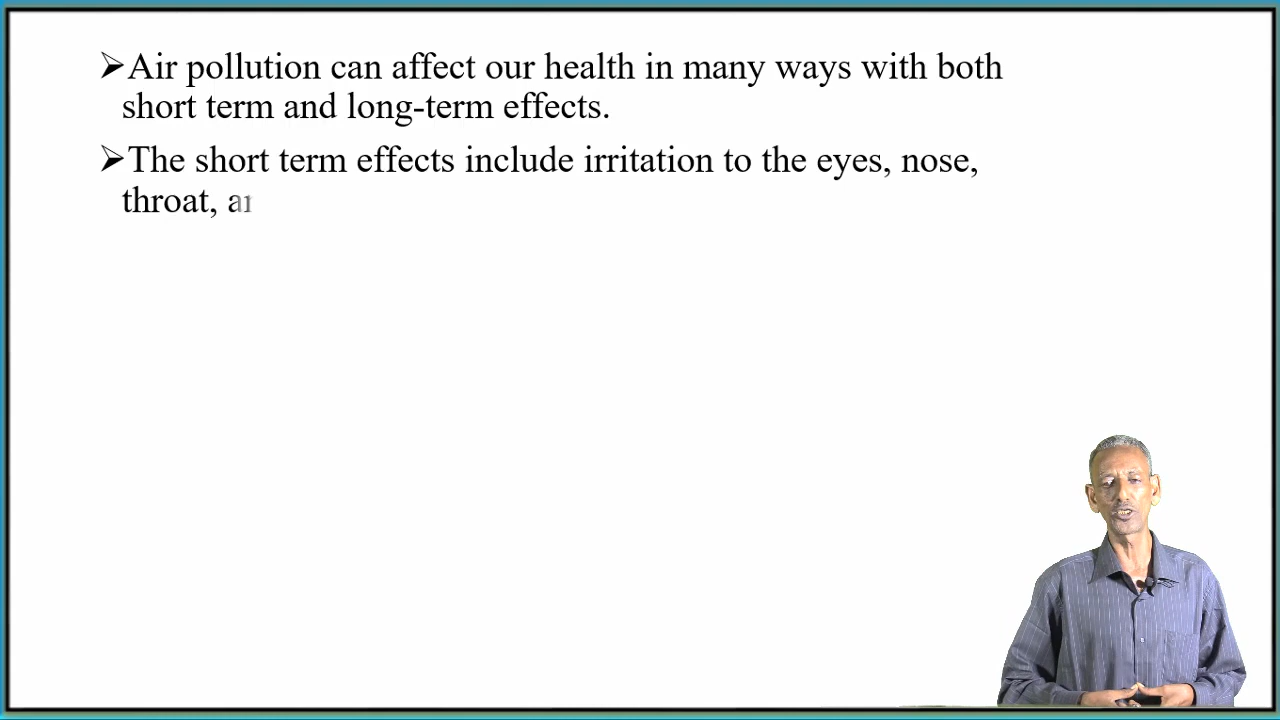 ➢Air pollution can affect our health in many ways with both
short term and long-term effects.
➢The short term effects include irritation to the eyes, nose,
throat,